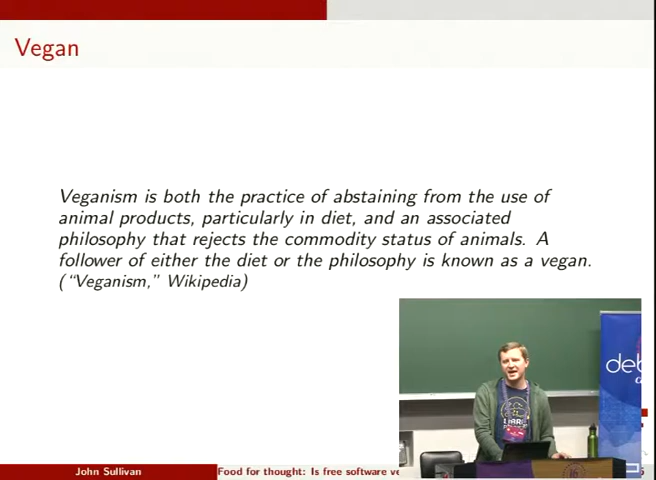 Vegan
Veganism is both the practice of abstaining from the use of
animal products, particularly in diet, and an associated
philosophy that rejects the commodity status of animals. A
follower of either the diet or the philosophy is known as a vegan.
(“Veganism,” Wikipedia)
deb
John Sullivan
Food for thought: Is free software ve